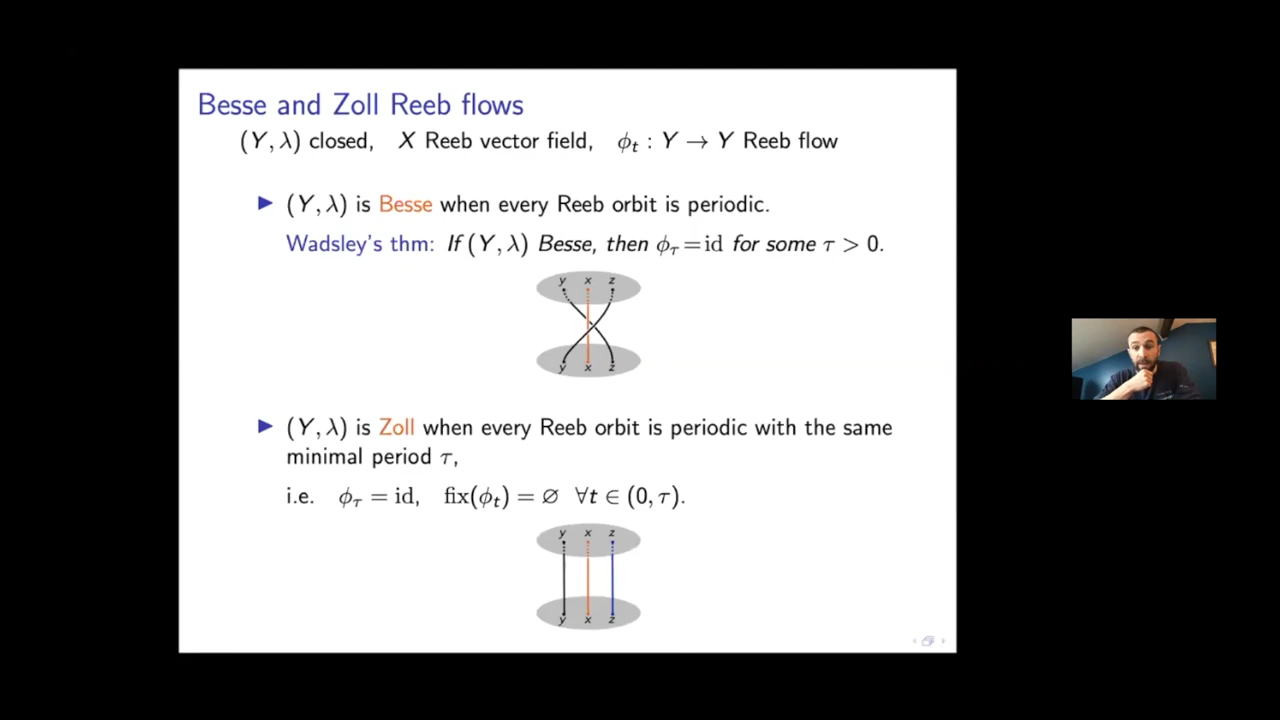 Besse and Zoll Reeb flows
(Y, λ) closed, X Reeb vector field, ϕₜ : Y → Y Reeb flow
▶ (Y, λ) is Besse when every Reeb orbit is periodic.
Wadsley's thm: If (Y, λ) Besse, then ϕ_τ = id for some τ > 0.
y x z
y x z
▶ (Y, λ) is Zoll when every Reeb orbit is periodic with the same
minimal period τ,
i.e. ϕ_τ = id, fix(ϕₜ) = ∅ ∀t ∈ (0, τ).
y x z
y x z